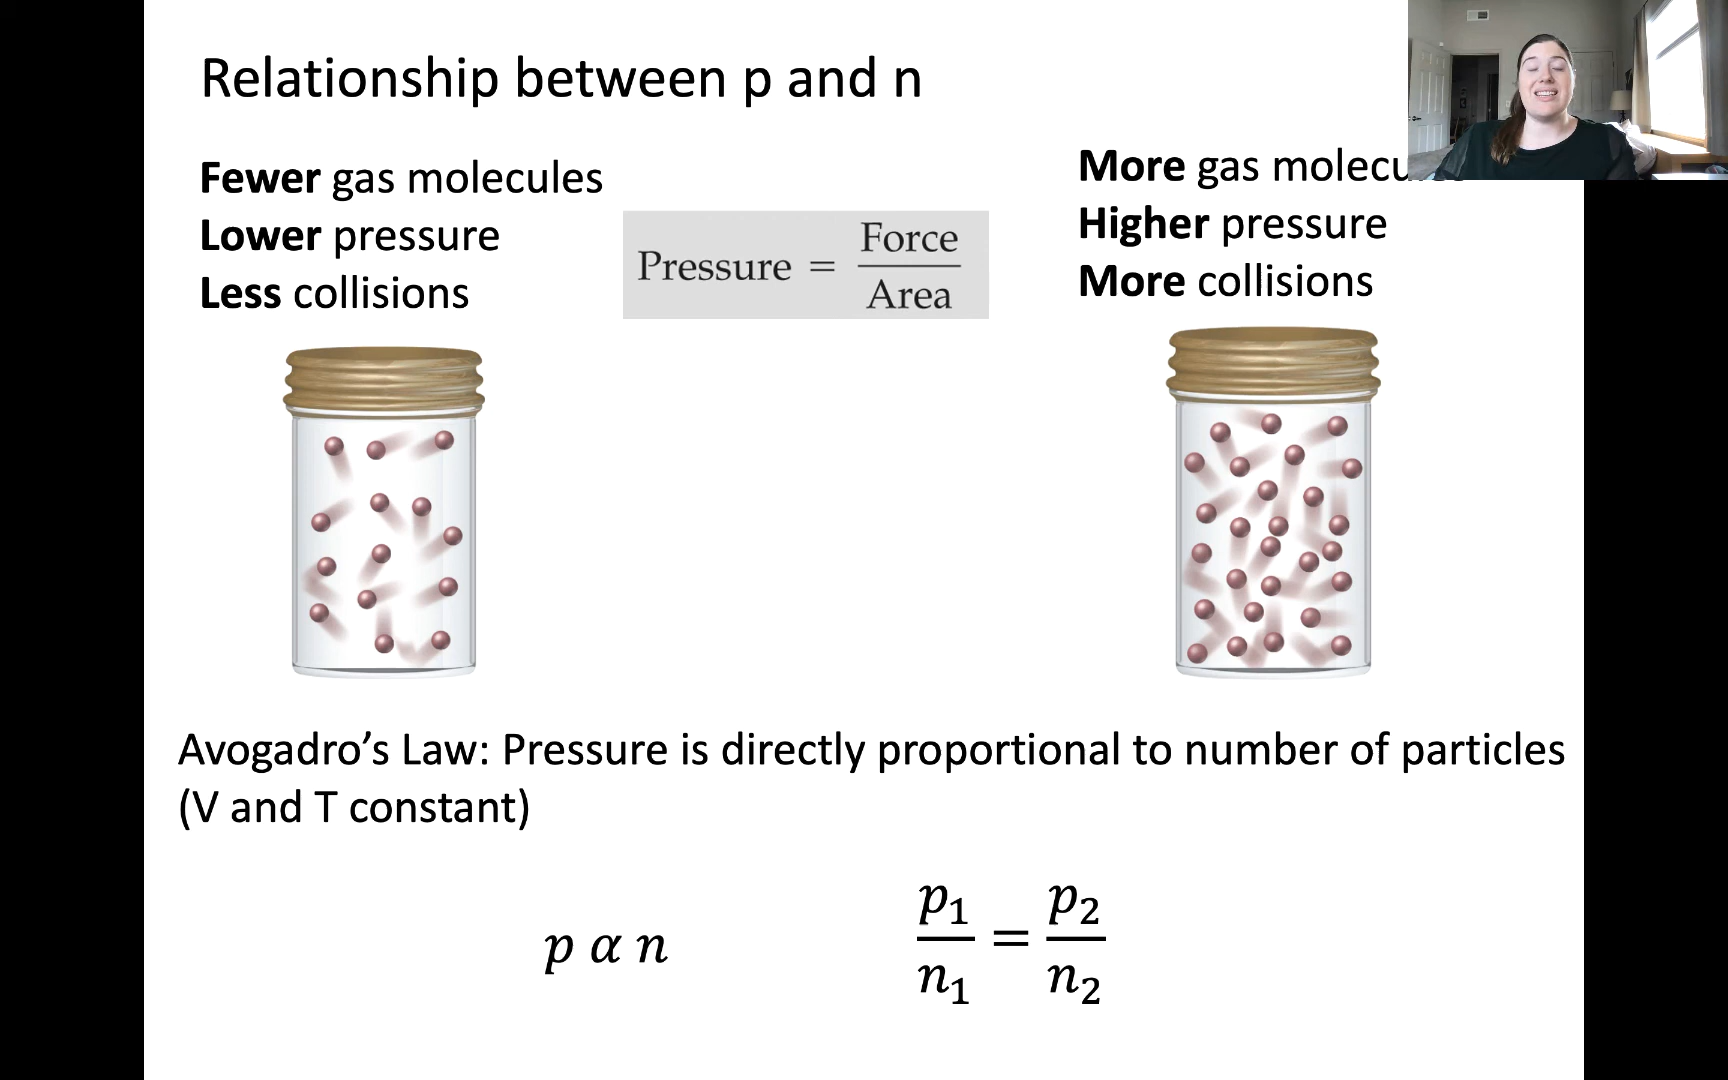 Relationship between p and n
Fewer gas molecules
Lower pressure
Less collisions
Pressure = Force / Area
More gas
Higher pressure
More collisions
Avogadro’s Law: Pressure is directly proportional to number of particles
(V and T constant)
p α n
p₁/n₁ = p₂/n₂